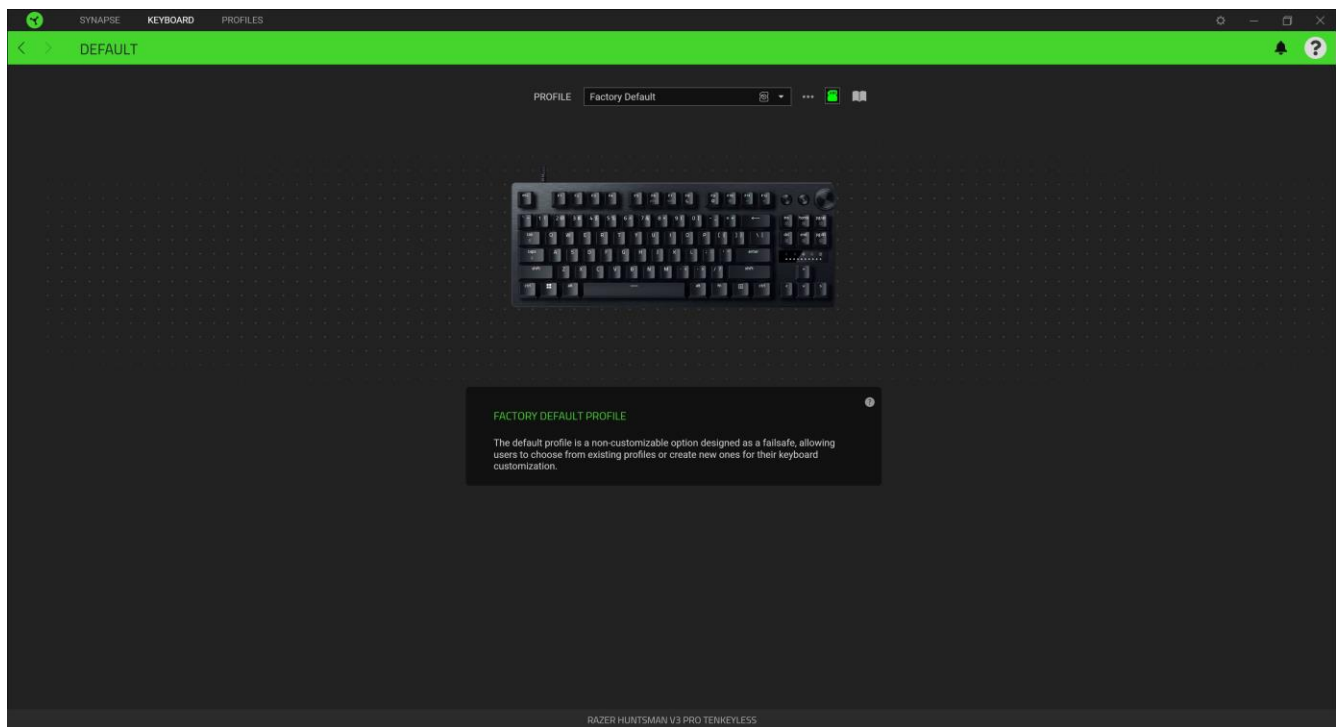 SYNAPSE KEYBOARD PROFILES
DEFAULT
PROFILE Factory Default
FACTORY DEFAULT PROFILE
The default profile is a non-customizable option designed as a failsafe, allowing
users to choose from existing profiles or create new ones for their keyboard
customization.
RAZER HUNTSMAN V3 PRO TENKEYLESS